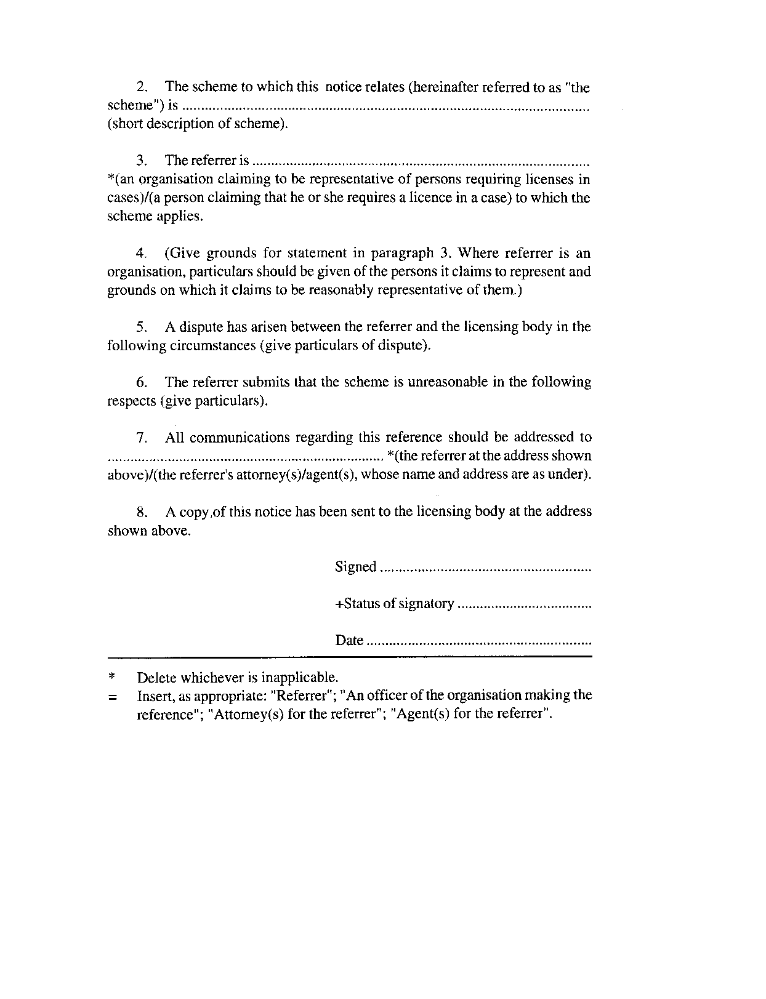 2. The scheme to which this notice relates (hereinafter referred to as "the
scheme") is ............................................................................................................
(short description of scheme).
3. The referrer is .........................................................................................
*(an organisation claiming to be representative of persons requiring licenses in
cases)/(a person claiming that he or she requires a licence in a case) to which the
scheme applies.
4. (Give grounds for statement in paragraph 3. Where referrer is an
organisation, particulars should be given of the persons it claims to represent and
grounds on which it claims to be reasonably representative of them.)
5. A dispute has arisen between the referrer and the licensing body in the
following circumstances (give particulars of dispute).
6. The referrer submits that the scheme is unreasonable in the following
respects (give particulars).
7. All communications regarding this reference should be addressed to
......................................................................... *(the referrer at the address shown
above)/(the referrer's attorney(s)/agent(s), whose name and address are as under).
8. A copy of this notice has been sent to the licensing body at the address
shown above.
Signed ........................................................
+Status of signatory ....................................
Date ............................................................
* Delete whichever is inapplicable.
= Insert, as appropriate: "Referrer"; "An officer of the organisation making the
reference"; "Attorney(s) for the referrer"; "Agent(s) for the referrer".